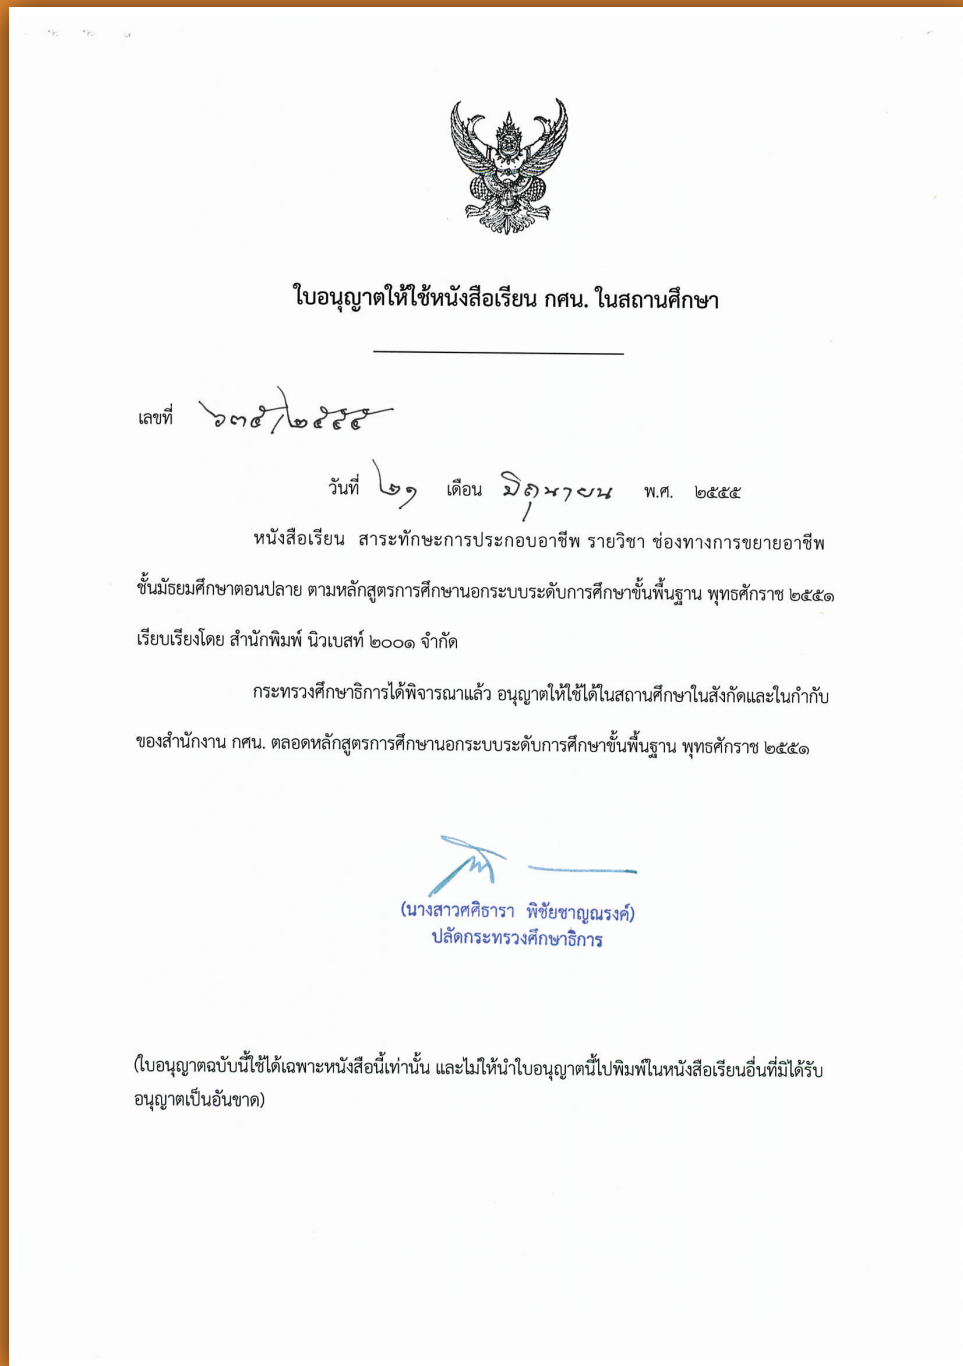 ใบอนุญาตให้ใช้หนังสือเรียน กศน. ในสถานศึกษา
เลขที่ ๖๓๕/๒๕๕๕
วันที่ ๒๑ เดือน มิถุนายน พ.ศ. ๒๕๕๕
หนังสือเรียน สาระทักษะการประกอบอาชีพ รายวิชา ช่องทางการขยายอาชีพ
ชั้นมัธยมศึกษาตอนปลาย ตามหลักสูตรการศึกษานอกระบบระดับการศึกษาขั้นพื้นฐาน พุทธศักราช ๒๕๕๑
เรียบเรียงโดย สำนักพิมพ์ นิวเบสท์ ๒๐๐๑ จำกัด
กระทรวงศึกษาธิการได้พิจารณาแล้ว อนุญาตให้ใช้ได้ในสถานศึกษาในสังกัดและในกำกับ
ของสำนักงาน กศน. ตลอดหลักสูตรการศึกษานอกระบบระดับการศึกษาขั้นพื้นฐาน พุทธศักราช ๒๕๕๑
(นางสาวศศิธารา พิชัยชาญณรงค์)
ปลัดกระทรวงศึกษาธิการ
(ใบอนุญาตฉบับนี้ใช้ได้เฉพาะหนังสือนี้เท่านั้น และไม่ให้นำใบอนุญาตนี้ไปพิมพ์ในหนังสือเรียนอื่นที่มิได้รับ
อนุญาตเป็นอันขาด)